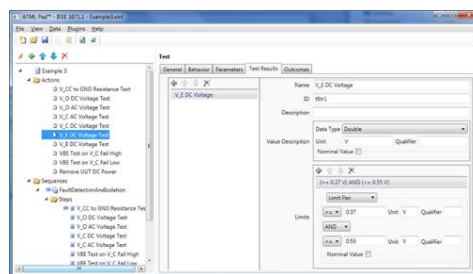 ATML Pad™ - IEEE 1671.1 - Example3.xml
File View Data Plugins Help
Example 3
Actions
V_CC to GND Resistance Test
V_O DC Voltage Test
V_O AC Voltage Test
V_C DC Voltage Test
V_C AC Voltage Test
V_E DC Voltage Test
V_B DC Voltage Test
VBE Test on V_C Fail High
VBE Test on V_C Fail Low
Remove UUT DC Power
Sequences
FaultDetectionAndIsolation
Steps
V_CC to GND Resistance Tes
V_O DC Voltage Test
V_O AC Voltage Test
V_C DC Voltage Test
V_C AC Voltage Test
VBE Test on V_C Fail High
VBE Test on V_C Fail Low
Test
General Behavior Parameters Test Results Outcomes
V_E DC Voltage
Name V_E DC Voltage
ID
Description
Value Description
Data Type Double
Unit V Qualifier
Nominal Value
Limits
(>= 0.37 V) AND (<= 0.55 V)
Limit Pair
>= 0.37 Unit V Qualifier
AND
<= 0.55 Unit V Qualifier
Nominal Value